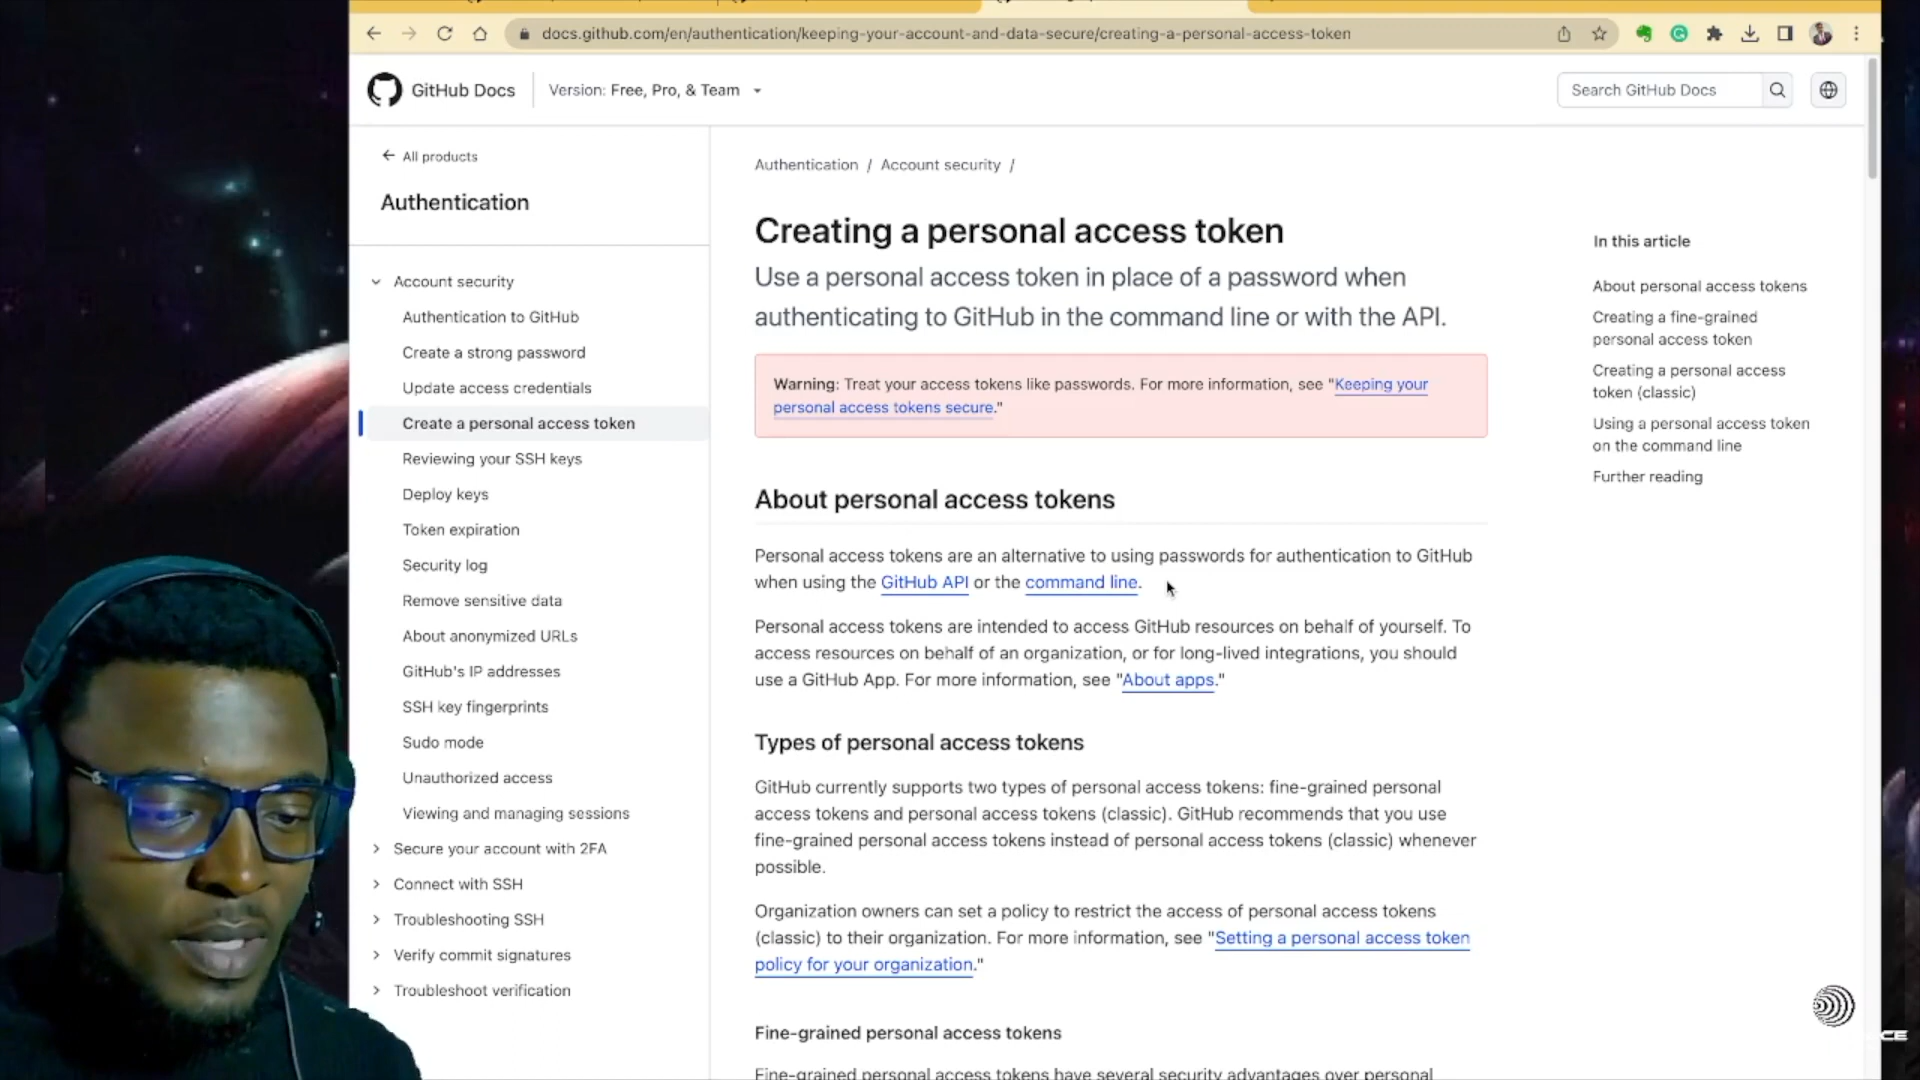 docs.github.com/en/authentication/keeping-your-account-and-data-secure/creating-a-personal-access-token
GitHub Docs
Version: Free, Pro, & Team
Search GitHub Docs
All products
Authentication
Account security
Authentication to GitHub
Create a strong password
Update access credentials
Create a personal access token
Reviewing your SSH keys
Deploy keys
Token expiration
Security log
Remove sensitive data
About anonymized URLs
GitHub's IP addresses
SSH key fingerprints
Sudo mode
Unauthorized access
Viewing and managing sessions
Secure your account with 2FA
Connect with SSH
Troubleshooting SSH
Verify commit signatures
Troubleshoot verification
Authentication / Account security /
Creating a personal access token
Use a personal access token in place of a password when
authenticating to GitHub in the command line or with the API.
Warning: Treat your access tokens like passwords. For more information, see "Keeping your
personal access tokens secure."
About personal access tokens
Personal access tokens are an alternative to using passwords for authentication to GitHub
when using the GitHub API or the command line.
Personal access tokens are intended to access GitHub resources on behalf of yourself. To
access resources on behalf of an organization, or for long-lived integrations, you should
use a GitHub App. For more information, see "About apps."
Types of personal access tokens
GitHub currently supports two types of personal access tokens: fine-grained personal
access tokens and personal access tokens (classic). GitHub recommends that you use
fine-grained personal access tokens instead of personal access tokens (classic) whenever
possible.
Organization owners can set a policy to restrict the access of personal access tokens
(classic) to their organization. For more information, see "Setting a personal access token
policy for your organization."
Fine-grained personal access tokens
Fine-grained personal access tokens have several security advantages over personal
In this article
About personal access tokens
Creating a fine-grained
personal access token
Creating a personal access
token (classic)
Using a personal access token
on the command line
Further reading